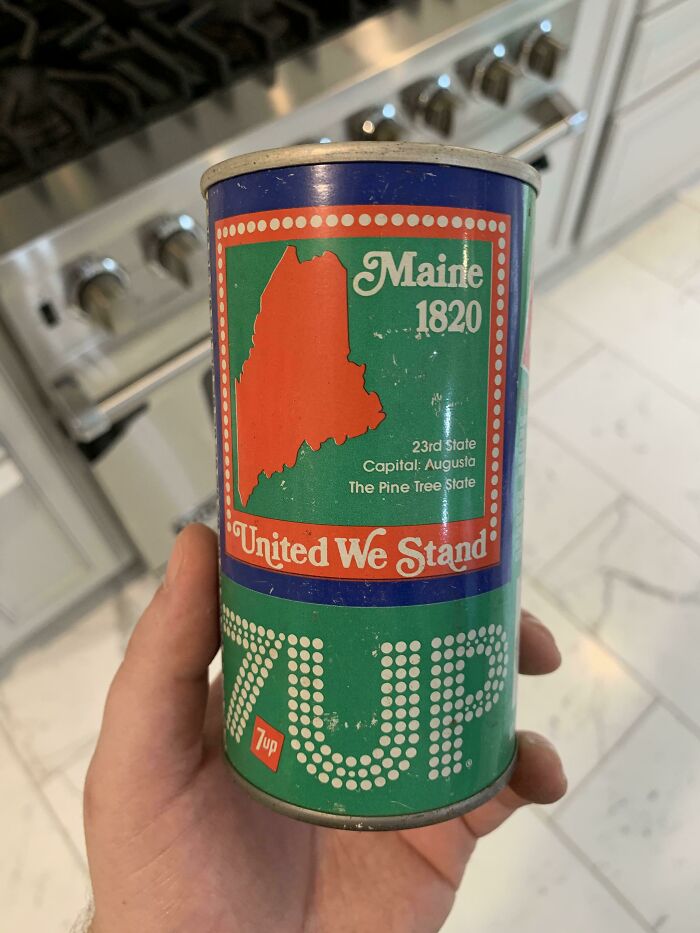 Maine
1820
23rd State
Capital: Augusta
The Pine Tree State
United We Stand
7UP®
7up